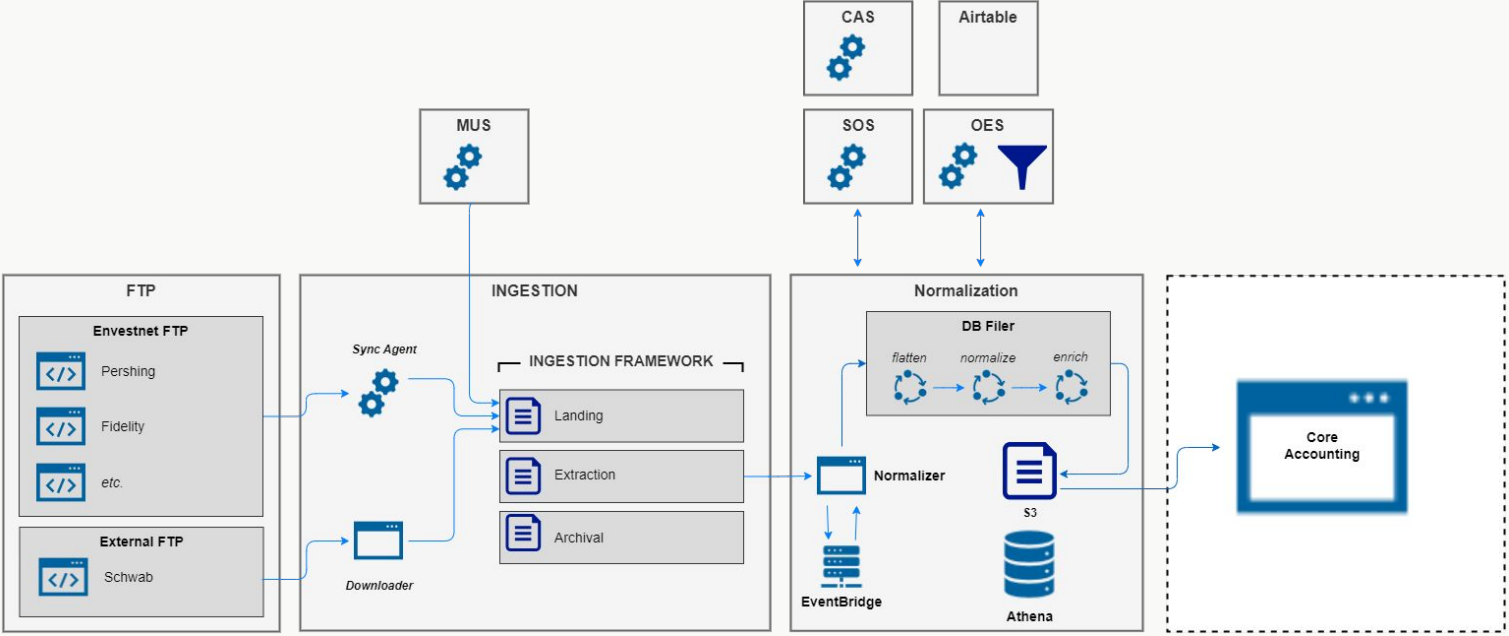 CAS
Airtable
MUS
SOS
OES
FTP
Envestnet FTP
</> Pershing
</> Fidelity
</> etc.
External FTP
</> Schwab
INGESTION
Sync Agent
Downloader
INGESTION FRAMEWORK
Landing
Extraction
Archival
Normalization
DB Filer
flatten
normalize
enrich
Normalizer
EventBridge
S3
Athena
Core
Accounting